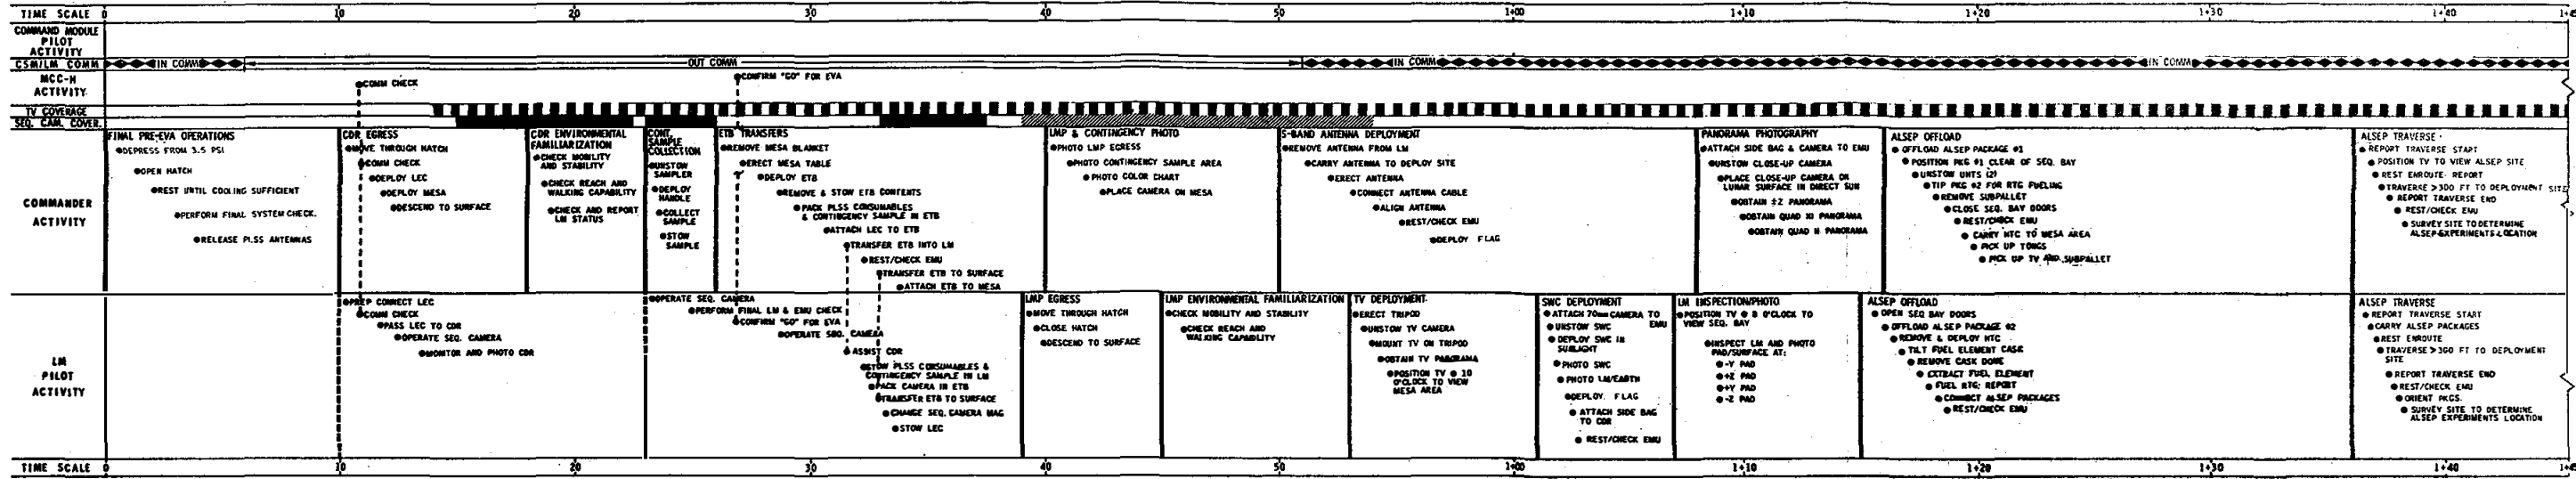 TIME SCALE 0 10 20 30 40 50 1+00 1+10 1+20 1+30 1+40
COMMAND MODULE
PILOT
ACTIVITY
CSM/LM COMM IN COMM OUT COMM IN COMM IN COMM
MCC-H
ACTIVITY
COMM CHECK
CONFIRM "GO" FOR EVA
TV COVERAGE
SEQ. CAM. COVER.
COMMANDER
ACTIVITY
FINAL PRE-EVA OPERATIONS
DEPRESS FROM 3.5 PSI
OPEN HATCH
REST UNTIL COOLING SUFFICIENT
PERFORM FINAL SYSTEM CHECK.
RELEASE PLSS ANTENNAS
CDR EGRESS
MOVE THROUGH HATCH
COMM CHECK
DEPLOY LEC
DEPLOY MESA
DESCEND TO SURFACE
CDR ENVIRONMENTAL
FAMILIARIZATION
CHECK MOBILITY
AND STABILITY
CHECK REACH AND
WALKING CAPABILITY
CHECK AND REPORT
LM STATUS
CONT.
SAMPLE
COLLECTION
UNSTOW
SAMPLER
DEPLOY
HANDLE
COLLECT
SAMPLE
STOW
SAMPLE
ETB TRANSFERS
REMOVE MESA BLANKET
ERECT MESA TABLE
DEPLOY ETB
REMOVE & STOW ETB CONTENTS
PACK PLSS CONSUMABLES
& CONTINGENCY SAMPLE IN ETB
ATTACH LEC TO ETB
TRANSFER ETB INTO LM
REST/CHECK EMU
TRANSFER ETB TO SURFACE
ATTACH ETB TO MESA
LMP & CONTINGENCY PHOTO
PHOTO LMP EGRESS
PHOTO CONTINGENCY SAMPLE AREA
PHOTO COLOR CHART
PLACE CAMERA ON MESA
S-BAND ANTENNA DEPLOYMENT
REMOVE ANTENNA FROM LM
CARRY ANTENNA TO DEPLOY SITE
ERECT ANTENNA
CONNECT ANTENNA CABLE
ALIGN ANTENNA
REST/CHECK EMU
DEPLOY FLAG
PANORAMA PHOTOGRAPHY
ATTACH SIDE BAG & CAMERA TO EMU
UNSTOW CLOSE-UP CAMERA
PLACE CLOSE-UP CAMERA ON
LUNAR SURFACE IN DIRECT SUN
OBTAIN +Z PANORAMA
OBTAIN QUAD PANORAMA
OBTAIN QUAD PANORAMA
ALSEP OFFLOAD
OFFLOAD ALSEP PACKAGE #1
POSITION PKG #1 CLEAR OF SEQ. BAY
UNSTOW UNITS (2)
TIP PKG #2 FOR RTG FUELING
REMOVE SUBPALLET
CLOSE SEQ. BAY DOORS
REST/CHECK EMU
CARRY HTC TO MESA AREA
PICK UP TONGS
PICK UP TV AND SUBPALLET
ALSEP TRAVERSE
REPORT TRAVERSE START
POSITION TV TO VIEW ALSEP SITE
REST ENROUTE. REPORT
TRAVERSE >300 FT TO DEPLOYMENT SITE
REPORT TRAVERSE END
REST/CHECK EMU
SURVEY SITE TO DETERMINE
ALSEP EXPERIMENTS LOCATION
LM
PILOT
ACTIVITY
PREP CONNECT LEC
COMM CHECK
PASS LEC TO CDR
OPERATE SEQ. CAMERA
MONITOR AND PHOTO CDR
OPERATE SEQ. CAMERA
PERFORM FINAL LM & EMU CHECK
CONFIRM "GO" FOR EVA
OPERATE SEQ. CAMERA
ASSIST CDR
STOW PLSS CONSUMABLES &
CONTINGENCY SAMPLE IN LM
PACK CAMERA IN ETB
TRANSFER ETB TO SURFACE
CHANGE SEQ. CAMERA MAG
STOW LEC
LMP EGRESS
MOVE THROUGH HATCH
CLOSE HATCH
DESCEND TO SURFACE
LMP ENVIRONMENTAL FAMILIARIZATION
CHECK MOBILITY AND STABILITY
CHECK REACH AND
WALKING CAPABILITY
TV DEPLOYMENT
ERECT TRIPOD
UNSTOW TV CAMERA
MOUNT TV ON TRIPOD
OBTAIN TV PANORAMA
POSITION TV @ 10
O'CLOCK TO VIEW
MESA AREA
SWC DEPLOYMENT
ATTACH 70mm CAMERA TO
EMU
UNSTOW SWC
DEPLOY SWC IN
SUNLIGHT
PHOTO SWC
PHOTO LM/EARTH
DEPLOY FLAG
ATTACH SIDE BAG
TO CDR
REST/CHECK EMU
LM INSPECTION/PHOTO
POSITION TV @ 8 O'CLOCK TO
VIEW SEQ. BAY
INSPECT LM AND PHOTO
PAD/SURFACE AT:
-Y PAD
+Z PAD
+Y PAD
-Z PAD
ALSEP OFFLOAD
OPEN SEQ BAY DOORS
OFFLOAD ALSEP PACKAGE #2
REMOVE & DEPLOY HTC
TILT FUEL ELEMENT CASK
REMOVE CASK DOME
EXTRACT FUEL ELEMENT
FUEL RTG; REPORT
CONNECT ALSEP PACKAGES
REST/CHECK EMU
ALSEP TRAVERSE
REPORT TRAVERSE START
CARRY ALSEP PACKAGES
REST ENROUTE
TRAVERSE >300 FT TO DEPLOYMENT
SITE
REPORT TRAVERSE END
REST/CHECK EMU
ORIENT PKGS.
SURVEY SITE TO DETERMINE
ALSEP EXPERIMENTS LOCATION
TIME SCALE 0 10 20 30 40 50 1+00 1+10 1+20 1+30 1+40